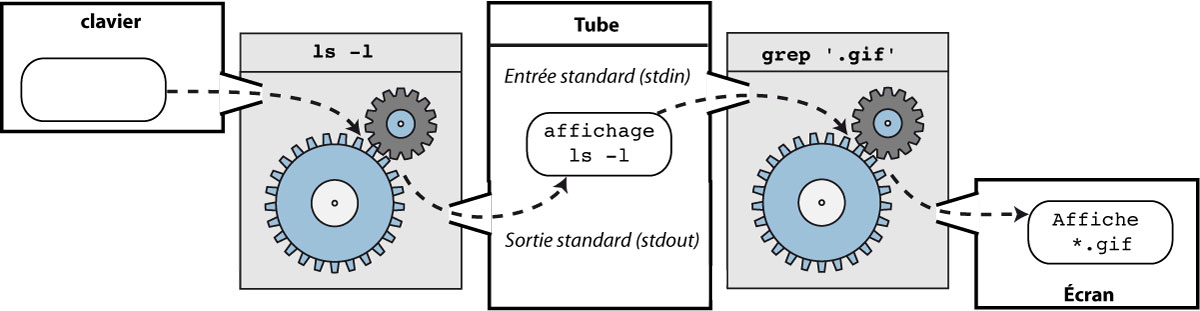 clavier
ls -l
Tube
Entrée standard (stdin)
affichage
ls -l
Sortie standard (stdout)
grep '.gif'
Affiche
*.gif
Écran